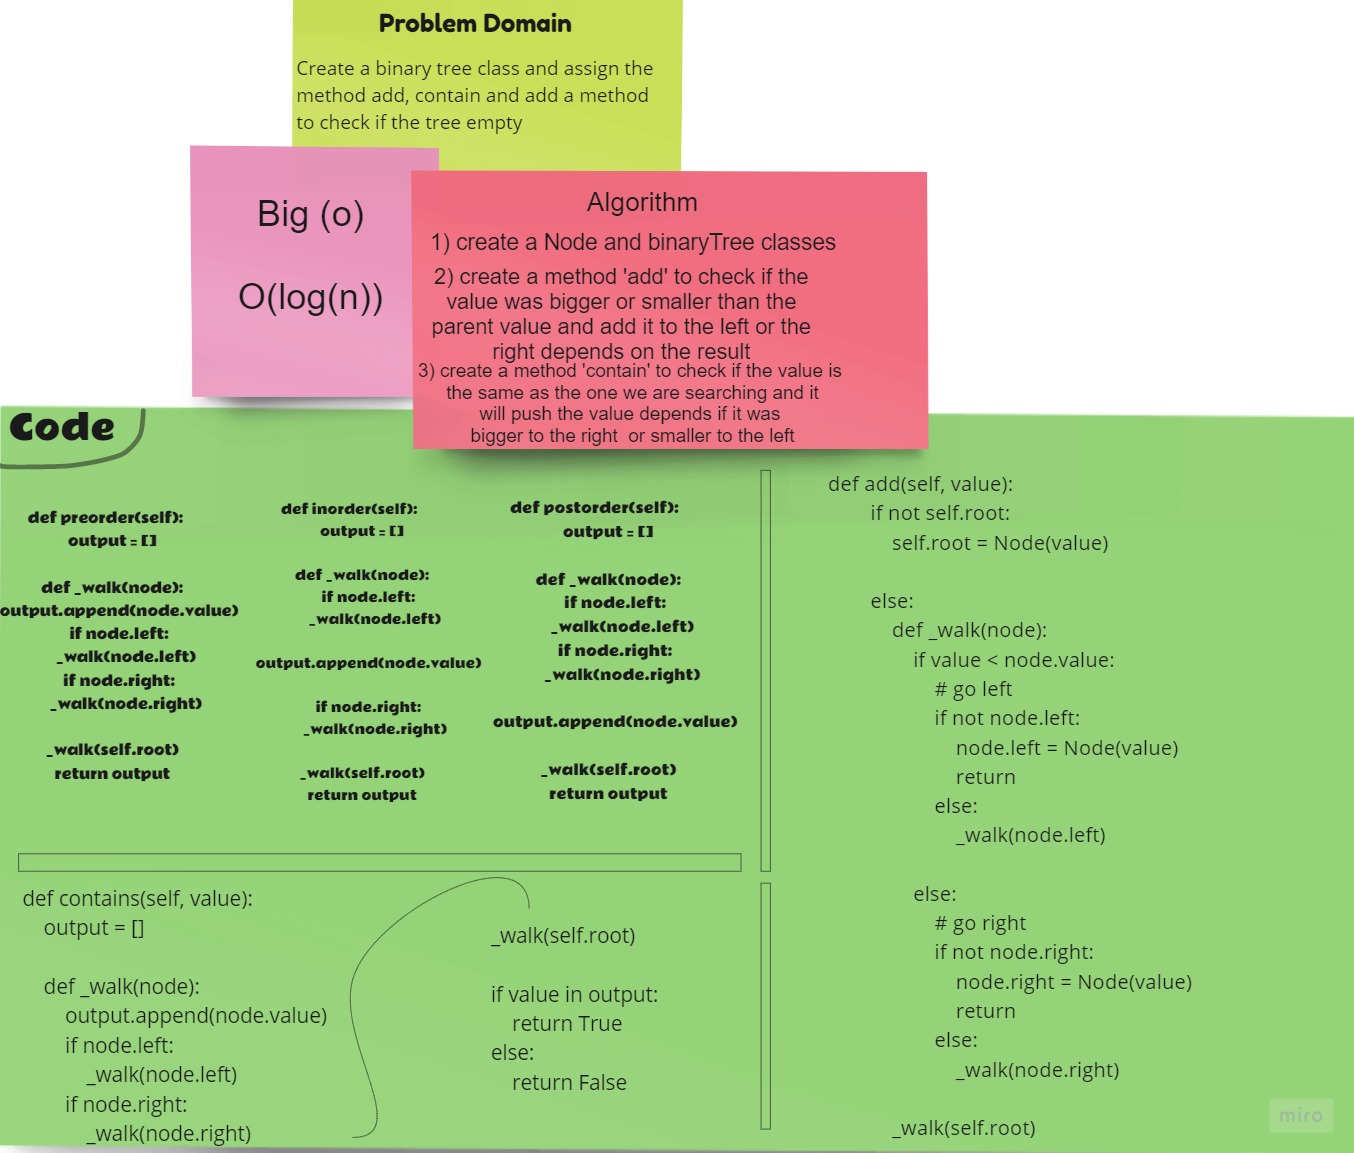 Problem Domain
Create a binary tree class and assign the
method add, contain and add a method
to check if the tree empty
Big (o)
O(log(n))
Algorithm
1) create a Node and binaryTree classes
2) create a method 'add' to check if the
value was bigger or smaller than the
parent value and add it to the left or the
right depends on the result
3) create a method 'contain' to check if the value is
the same as the one we are searching and it
will push the value depends if it was
bigger to the right  or smaller to the left
Code
def preorder(self):
output = []
def _walk(node):
output.append(node.value)
if node.left:
_walk(node.left)
if node.right:
_walk(node.right)
_walk(self.root)
return output
def inorder(self):
output = []
def _walk(node):
if node.left:
_walk(node.left)
output.append(node.value)
if node.right:
_walk(node.right)
_walk(self.root)
return output
def postorder(self):
output = []
def _walk(node):
if node.left:
_walk(node.left)
if node.right:
_walk(node.right)
output.append(node.value)
_walk(self.root)
return output
def contains(self, value):
output = []
def _walk(node):
output.append(node.value)
if node.left:
_walk(node.left)
if node.right:
_walk(node.right)
_walk(self.root)
if value in output:
return True
else:
return False
def add(self, value):
if not self.root:
self.root = Node(value)
else:
def _walk(node):
if value < node.value:
# go left
if not node.left:
node.left = Node(value)
return
else:
_walk(node.left)
else:
# go right
if not node.right:
node.right = Node(value)
return
else:
_walk(node.right)
_walk(self.root)
miro